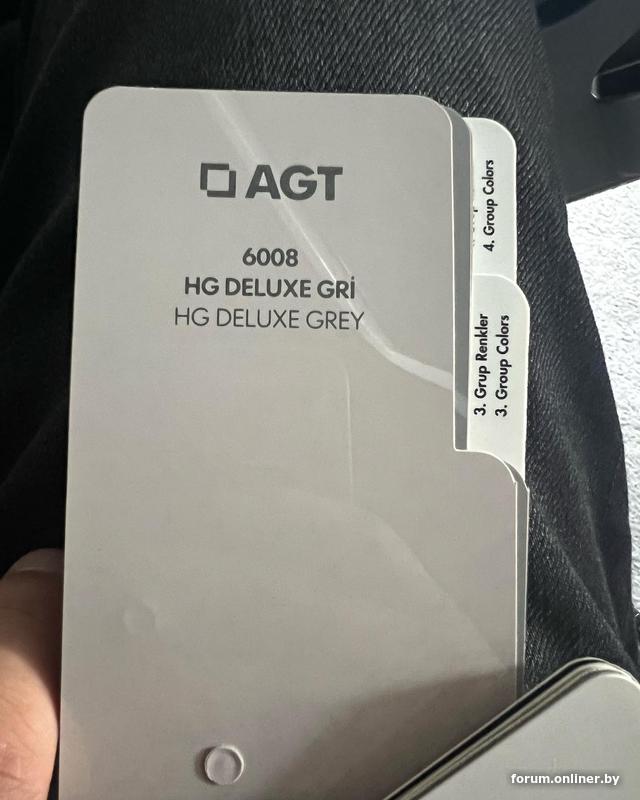 AGT
6008
HG DELUXE GRİ
HG DELUXE GREY
4. Group Colors
3. Grup Renkler
3. Group Colors
forum.onliner.by